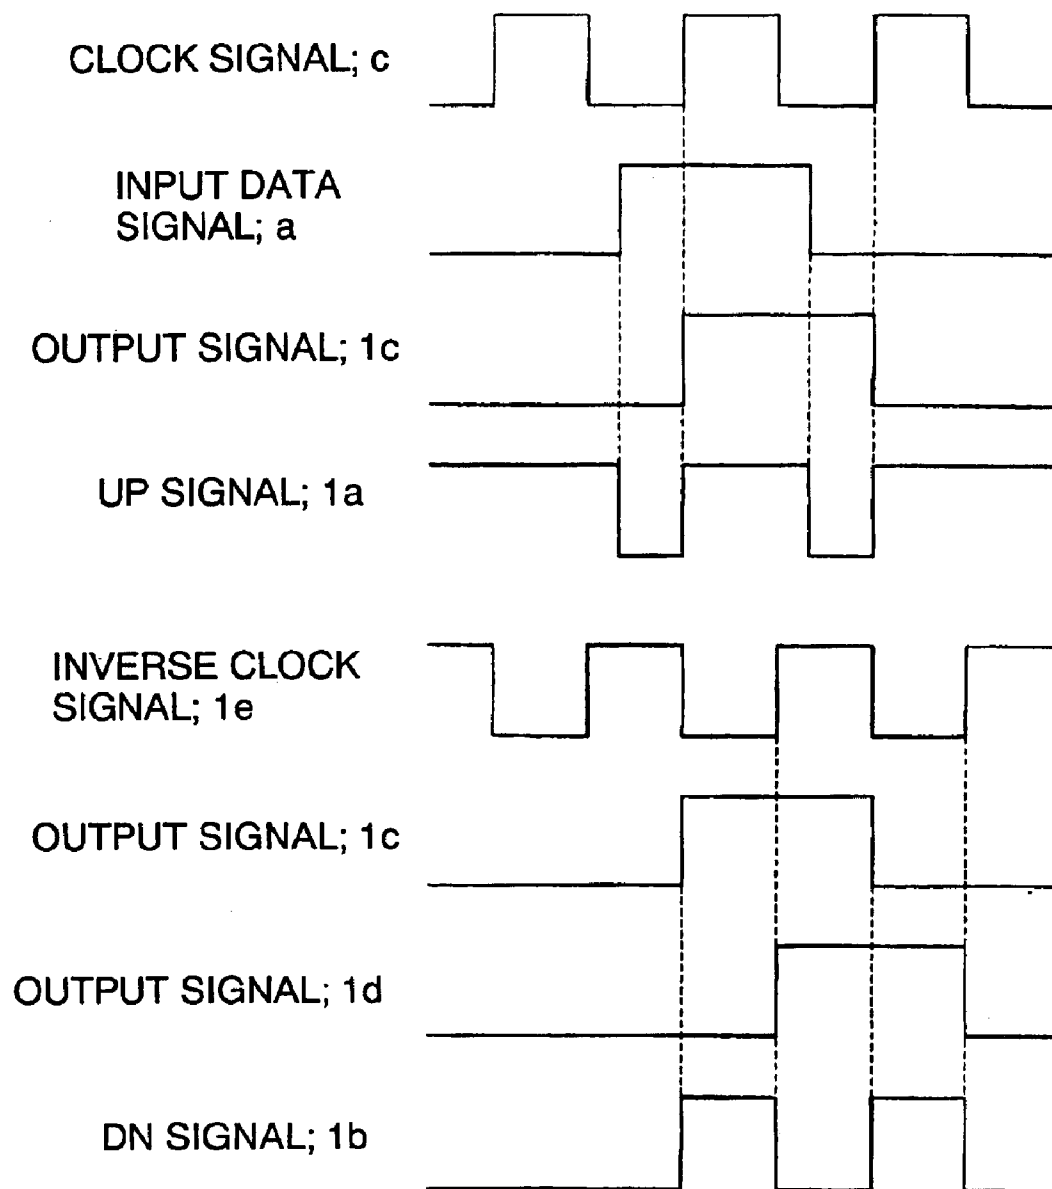 CLOCK SIGNAL; c
INPUT DATA
SIGNAL; a
OUTPUT SIGNAL; 1c
UP SIGNAL; 1a
INVERSE CLOCK
SIGNAL; 1e
OUTPUT SIGNAL; 1c
OUTPUT SIGNAL; 1d
DN SIGNAL; 1b